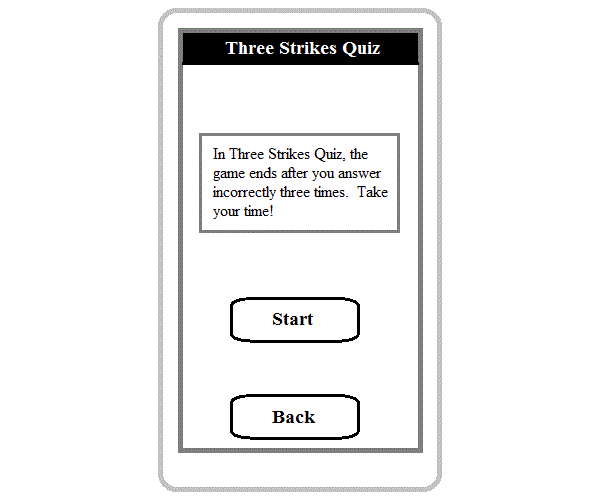 Three Strikes Quiz
In Three Strikes Quiz, the
game ends after you answer
incorrectly three times.  Take
your time!
Start
Back